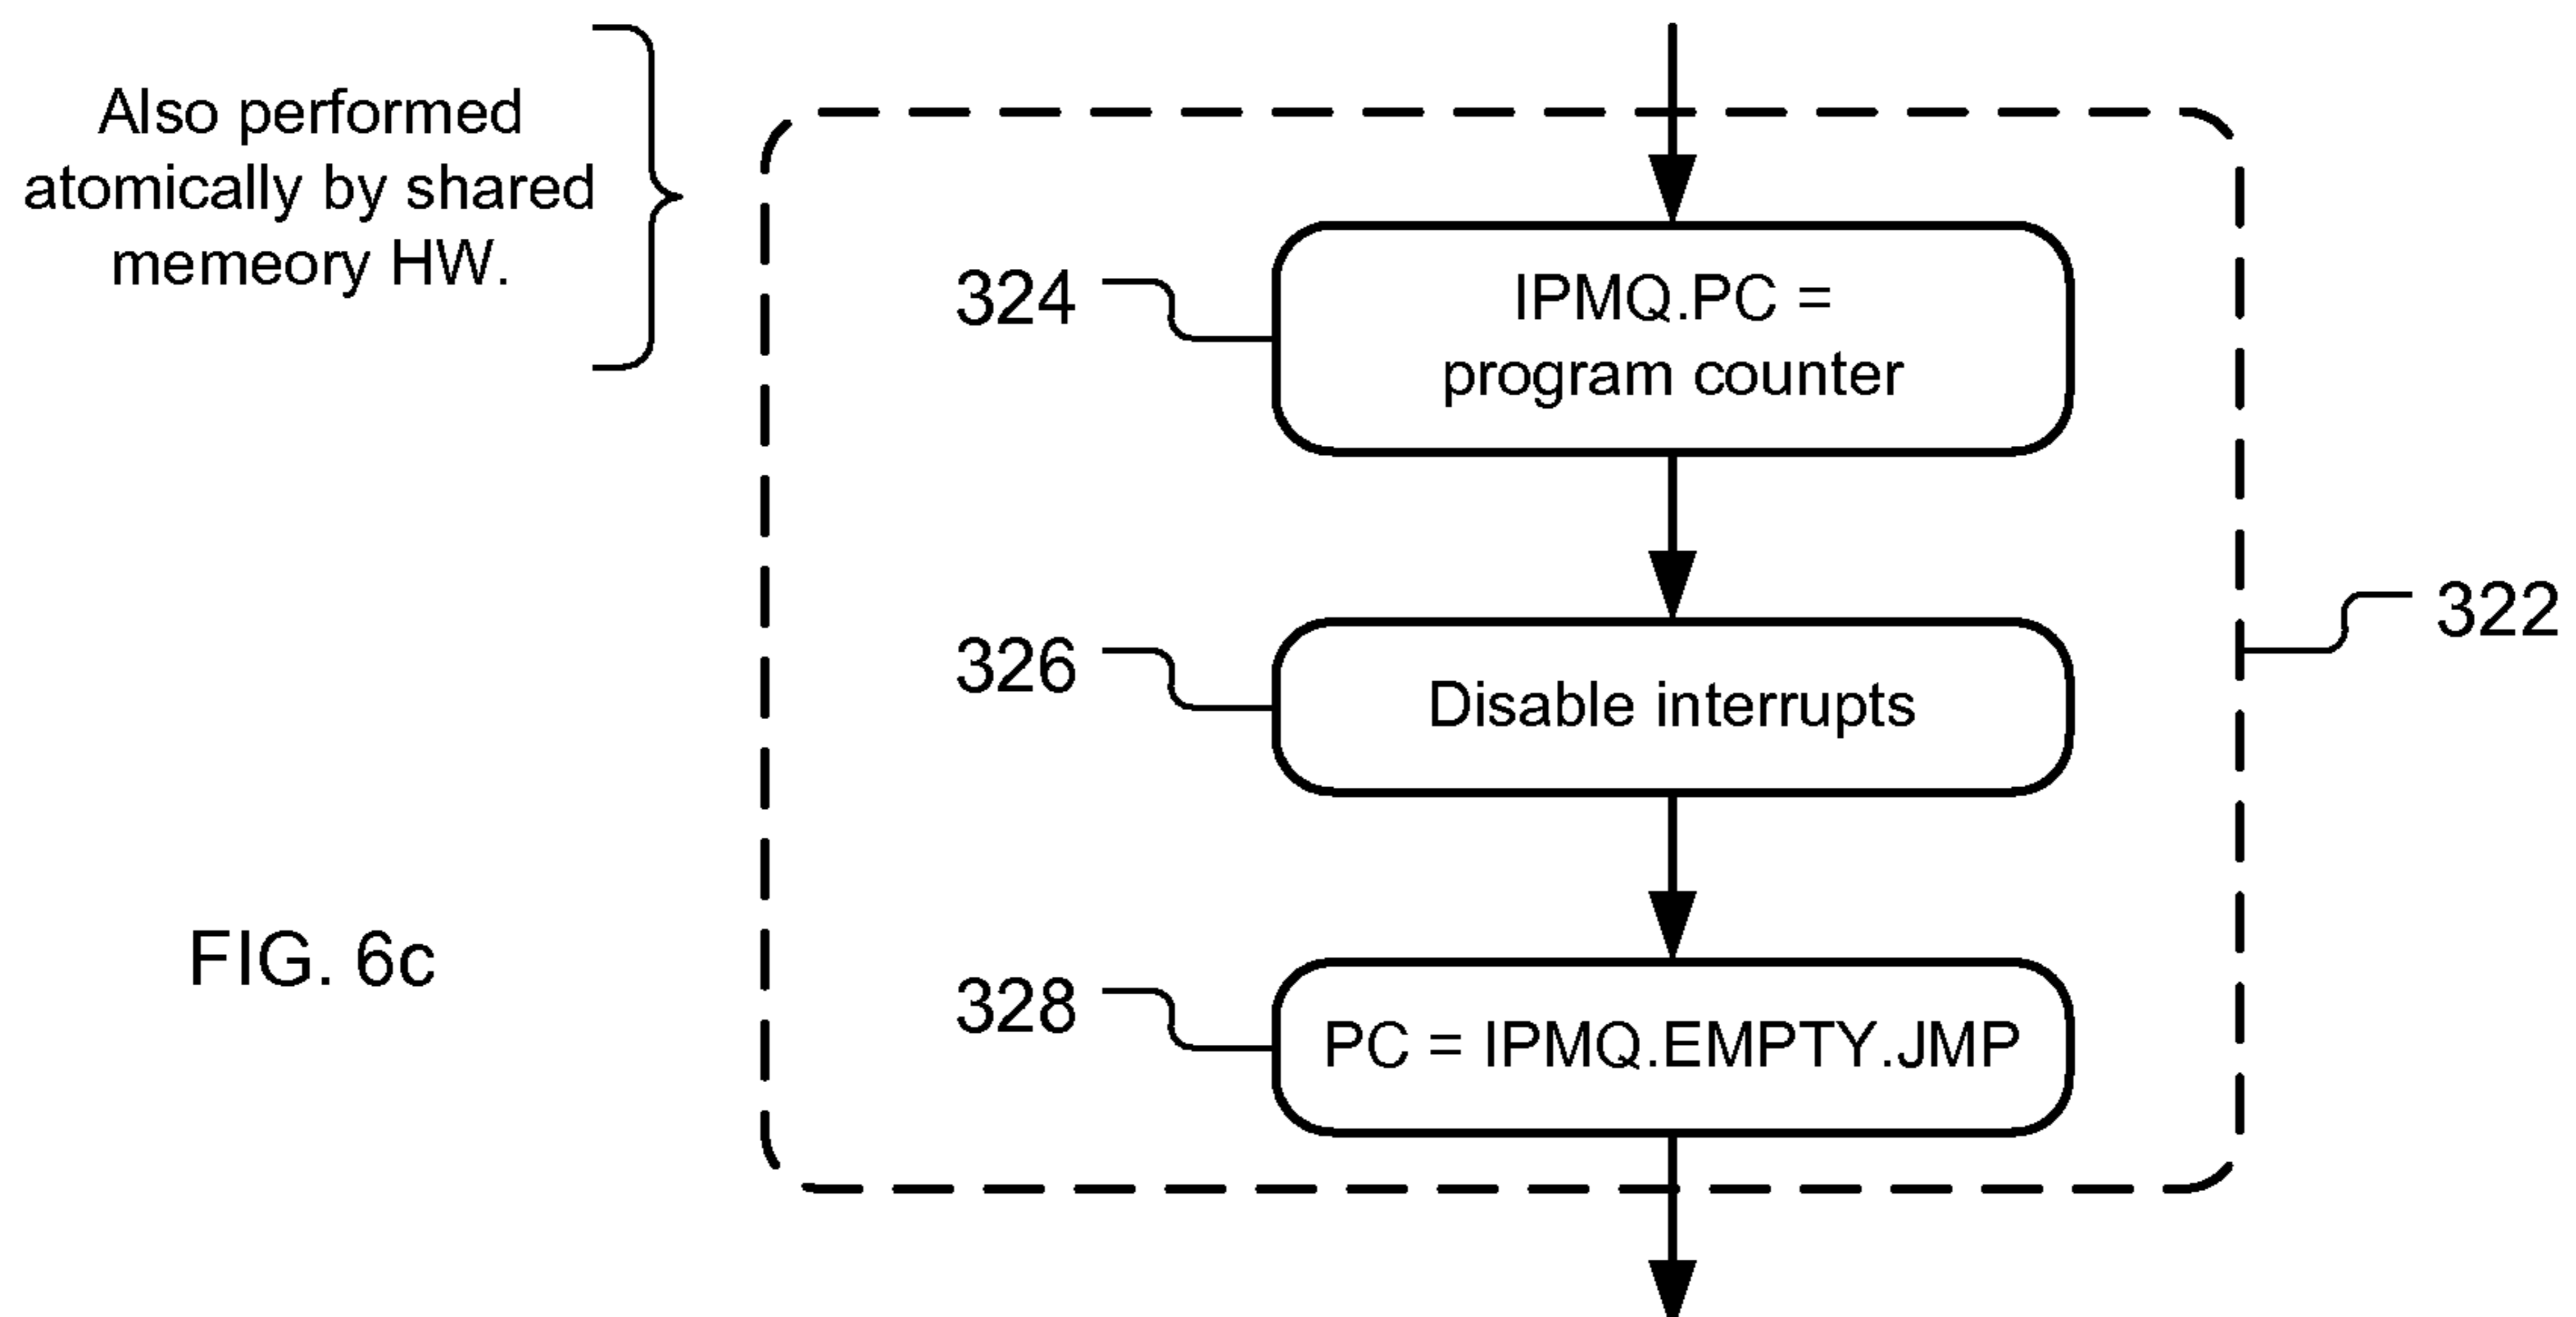 Also performed
atomically by shared
memeory HW.
324
IPMQ.PC =
program counter
326
Disable interrupts
322
328
PC = IPMQ.EMPTY.JMP
FIG. 6c